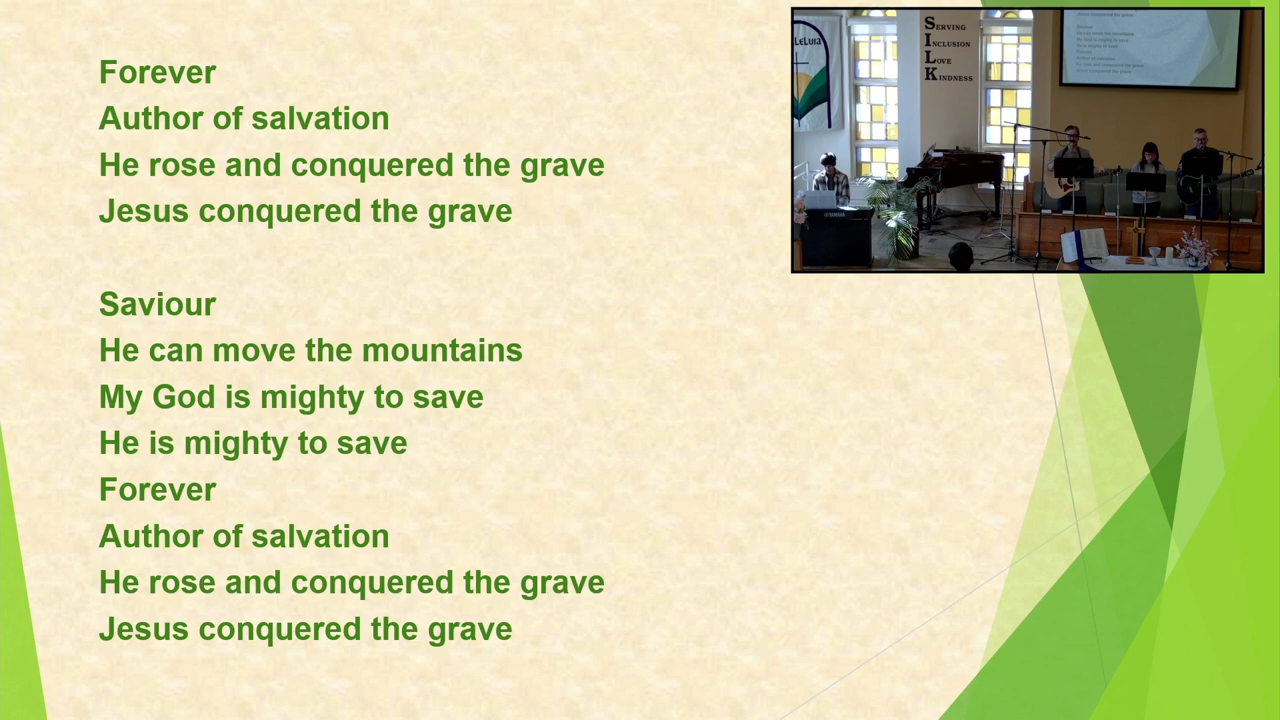 Forever
Author of salvation
He rose and conquered the grave
Jesus conquered the grave
Saviour
He can move the mountains
My God is mighty to save
He is mighty to save
Forever
Author of salvation
He rose and conquered the grave
Jesus conquered the grave
LeLuia
SERVING
INCLUSION
LOVE
KINDNESS
YAMAHA